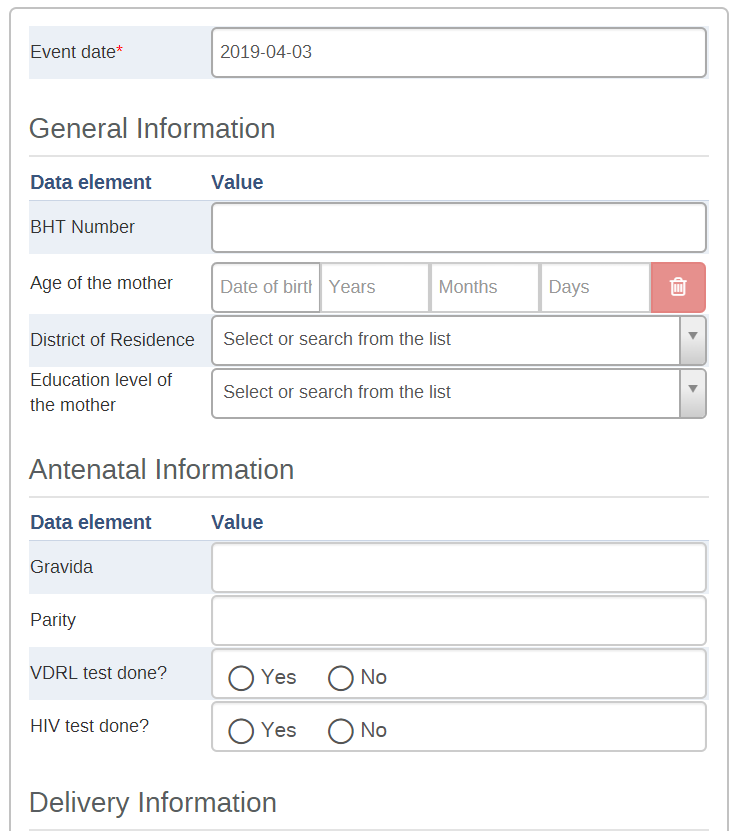 Event date* 2019-04-03
General Information
Data element Value
BHT Number
Age of the mother Date of birth Years Months Days
District of Residence Select or search from the list
Education level of
the mother Select or search from the list
Antenatal Information
Data element Value
Gravida
Parity
VDRL test done? Yes No
HIV test done? Yes No
Delivery Information